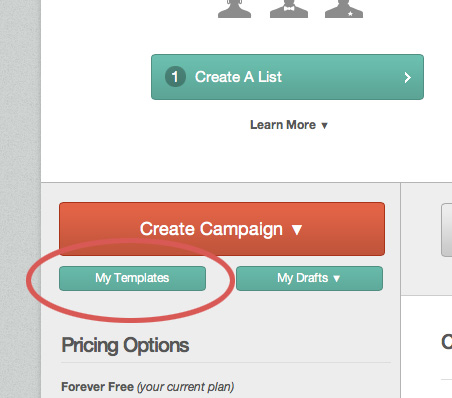 1 Create A List
Learn More ▼
Create Campaign ▼
My Templates
My Drafts ▼
Pricing Options
Forever Free (your current plan)